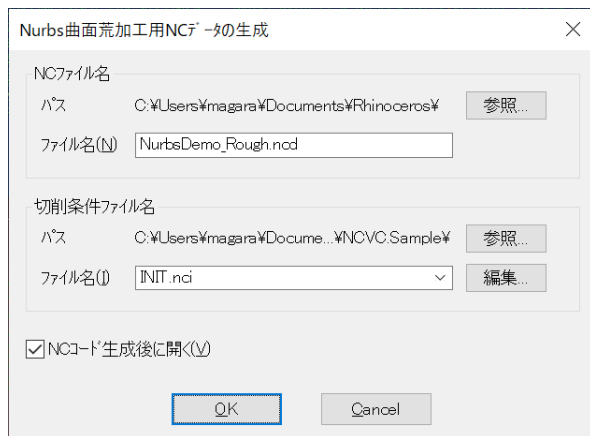 Nurbs曲面荒加工用NCﾃﾞｰﾀの生成
NCファイル名
パス C:¥Users¥magara¥Documents¥Rhinoceros¥ 参照...
ファイル名(N) NurbsDemo_Rough.ncd
切削条件ファイル名
パス C:¥Users¥magara¥Docume...¥NCVC.Sample¥ 参照...
ファイル名(I) INIT.nci 編集...
NCコード生成後に開く(V)
OK Cancel